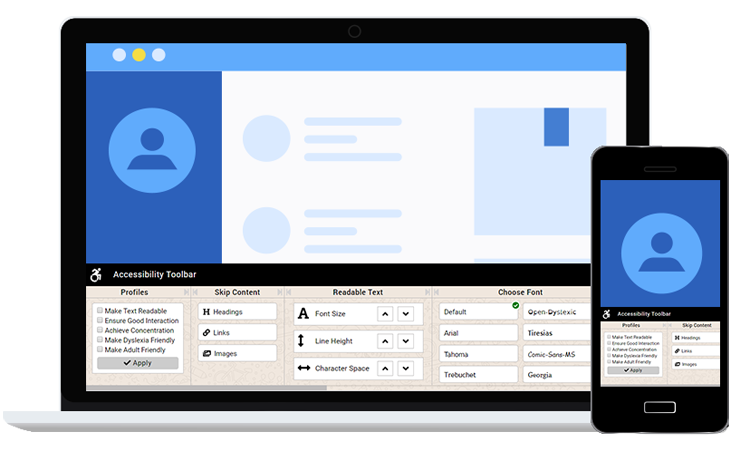 Accessibility Toolbar
Profiles
Make Text Readable
Ensure Good Interaction
Achieve Concentration
Make Dyslexia Friendly
Make Adult Friendly
Apply
Skip Content
Headings
Links
Images
Readable Text
Font Size
Line Height
Character Space
Choose Font
Default
Open-Dyslexic
Arial
Tiresias
Tahoma
Comic-Sans-MS
Trebuchet
Georgia
Accessibility Toolbar
Profiles
Make Text Readable
Ensure Good Interaction
Achieve Concentration
Make Dyslexia Friendly
Make Adult Friendly
Apply
Skip Content
Headings
Links
Images